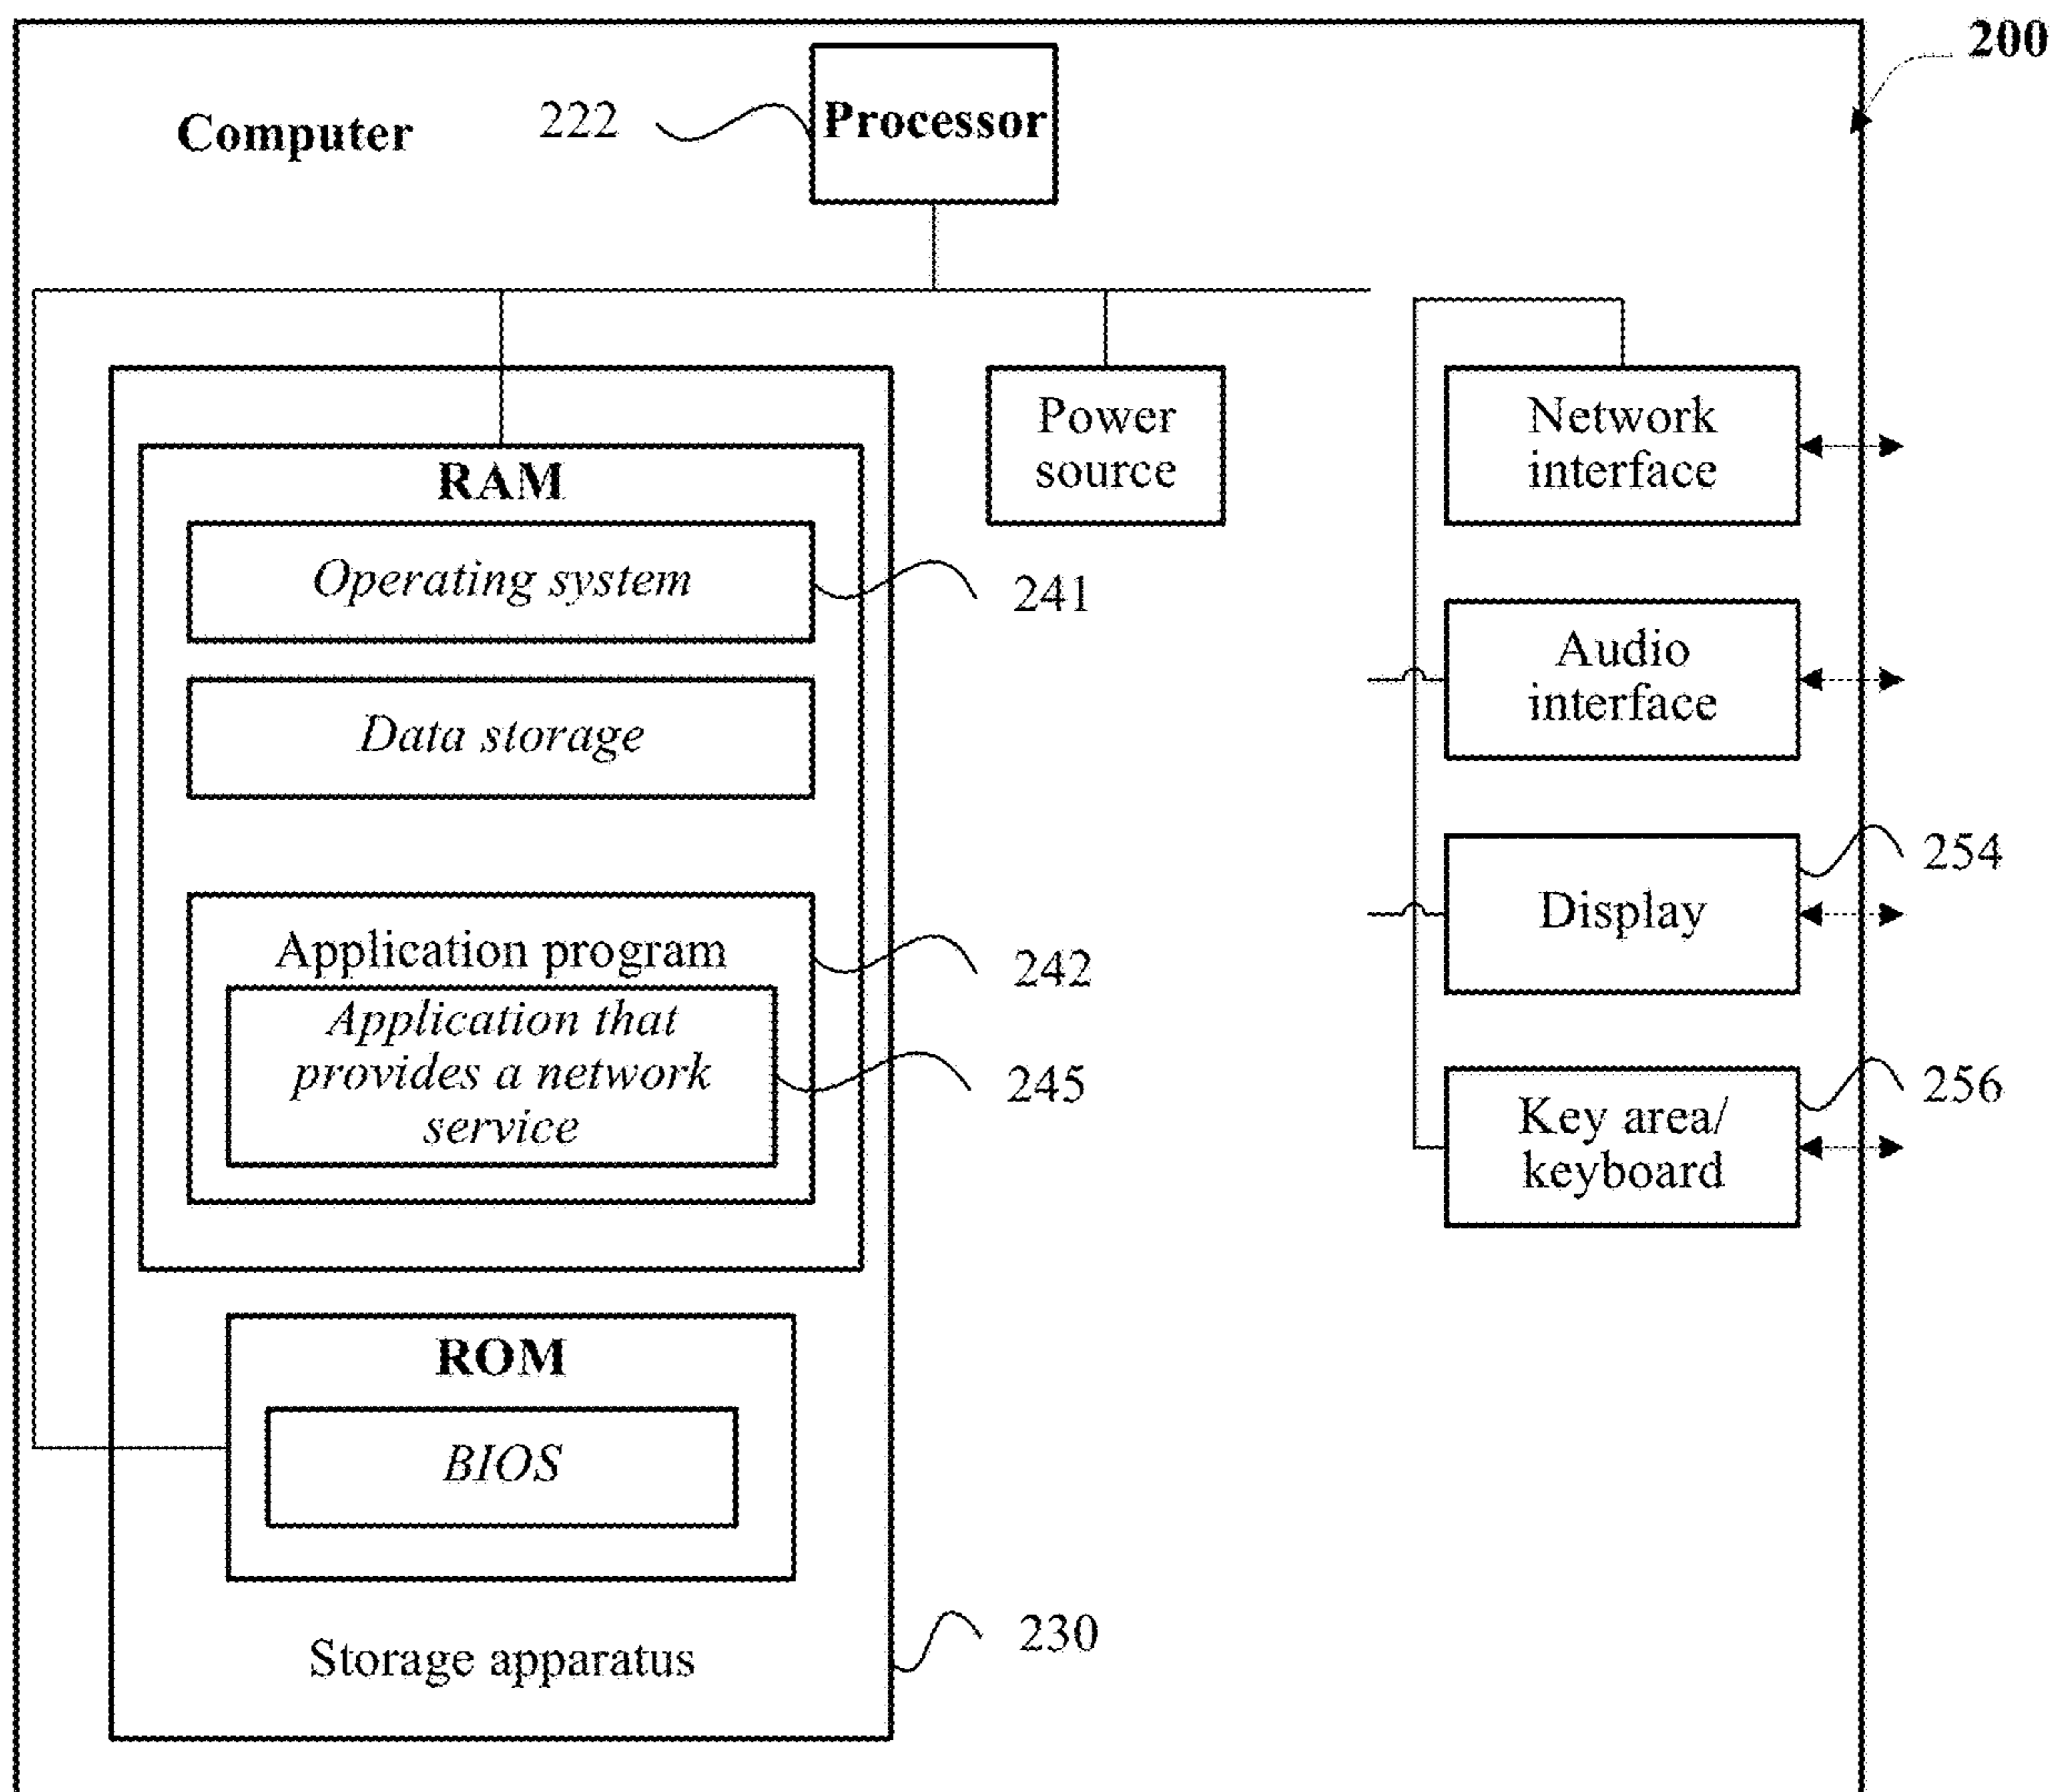 200
Computer
222
Processor
Power
source
Network
interface
RAM
Operating system
241
Audio
interface
Data storage
254
Display
Application program
242
Application that
provides a network
service
245
256
Key area/
keyboard
ROM
BIOS
230
Storage apparatus